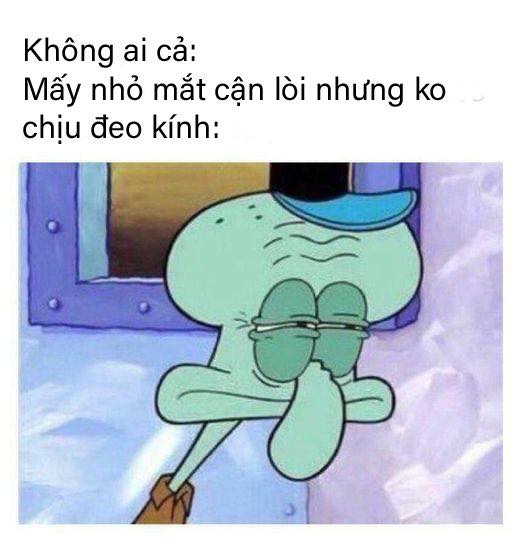 Không ai cả:
Mấy nhỏ mắt cận lòi nhưng ko
chịu đeo kính: